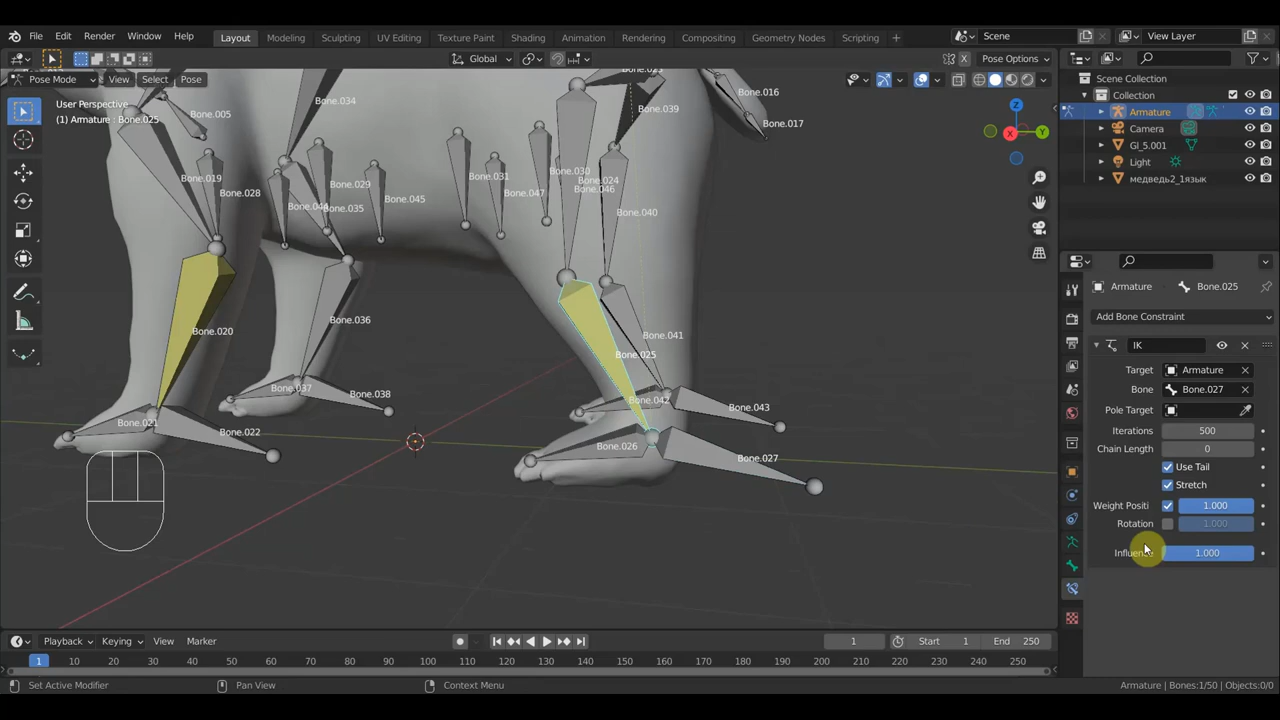 File Edit Render Window Help Layout Modeling Sculpting UV Editing Texture Paint Shading Animation Rendering Compositing Geometry Nodes Scripting + Scene View Layer
Global Pose Options
Pose Mode View Select Pose
User Perspective
(1) Armature : Bone.025
Bone.005
Bone.034
Bone.039
Bone.016
Bone.017
Bone.019
Bone.028
Bone.029
Bone.044
Bone.035
Bone.045
Bone.031
Bone.047
Bone.030
Bone.024
Bone.046
Bone.040
Bone.020
Bone.036
Bone.041
Bone.025
Bone.037
Bone.038
Bone.042
Bone.043
Bone.021
Bone.022
Bone.026
Bone.027
X
Y
Z
Scene Collection
Collection
Armature
Camera
Gl_5.001
Light
медведь2_1язык
Armature Bone.025
Add Bone Constraint
IK
Target Armature
Bone Bone.027
Pole Target
Iterations 500
Chain Length 0
Use Tail
Stretch
Weight Positi 1.000
Rotation 1.000
Influence 1.000
Playback Keying View Marker 1 Start 1 End 250
1 10 20 30 40 50 60 70 80 90 100 110 120 130 140 150 160 170 180 190 200 210 220 230 240 250
Set Active Modifier Pan View Context Menu Armature | Bones:1/50 | Objects:0/0